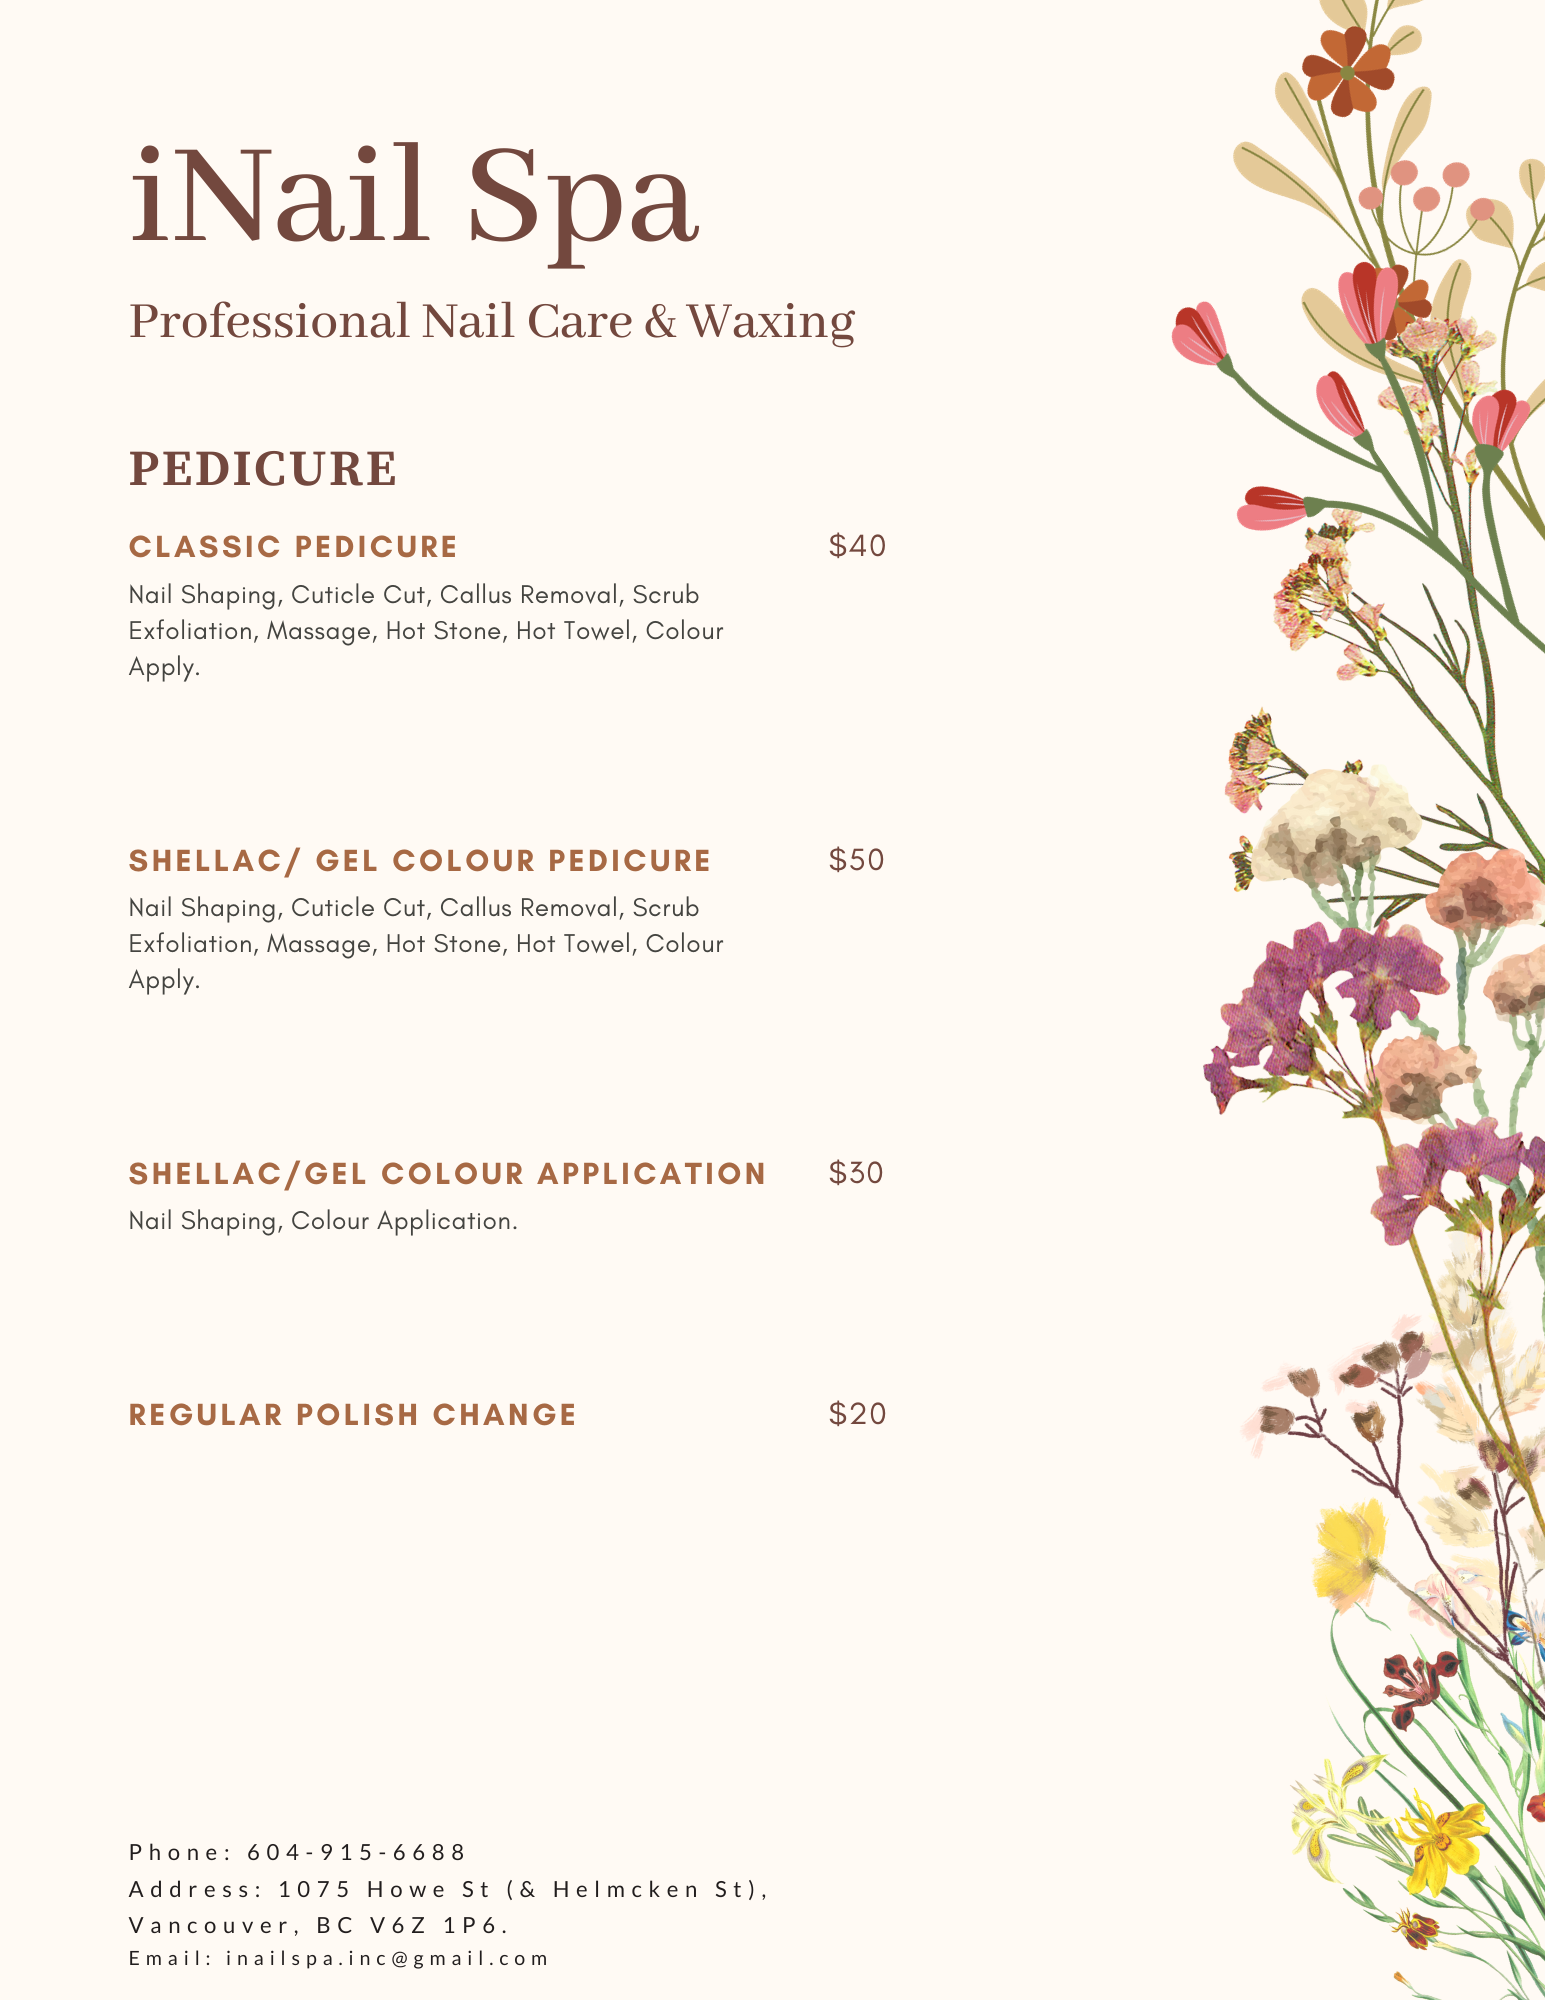 iNail Spa
Professional Nail Care & Waxing
PEDICURE
CLASSIC PEDICURE $40
Nail Shaping, Cuticle Cut, Callus Removal, Scrub
Exfoliation, Massage, Hot Stone, Hot Towel, Colour
Apply.
SHELLAC/ GEL COLOUR PEDICURE $50
Nail Shaping, Cuticle Cut, Callus Removal, Scrub
Exfoliation, Massage, Hot Stone, Hot Towel, Colour
Apply.
SHELLAC/GEL COLOUR APPLICATION $30
Nail Shaping, Colour Application.
REGULAR POLISH CHANGE $20
Phone: 604-915-6688
Address: 1075 Howe St (& Helmcken St),
Vancouver, BC V6Z 1P6.
Email: inailspa.inc@gmail.com